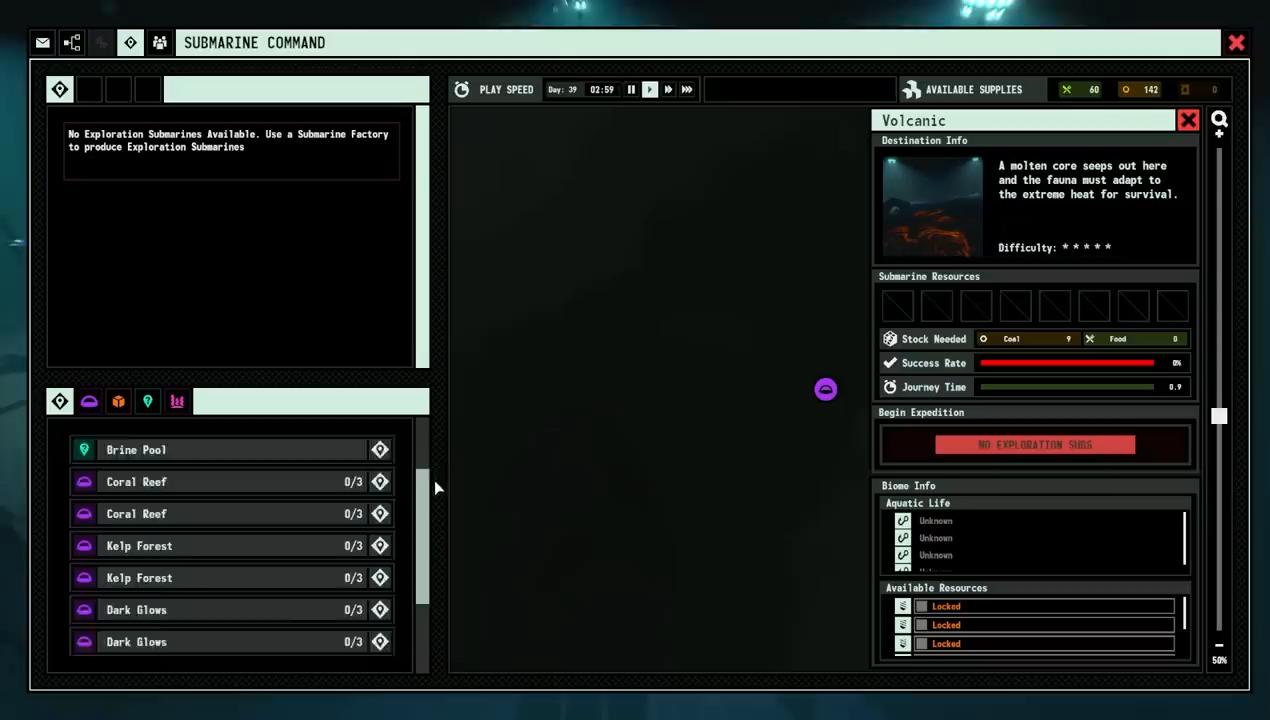 SUBMARINE COMMAND
No Exploration Submarines Available. Use a Submarine Factory
to produce Exploration Submarines
PLAY SPEED
Day: 39 02:59
AVAILABLE SUPPLIES
60
142
0
Volcanic
Destination Info
A molten core seeps out here
and the fauna must adapt to
the extreme heat for survival.
Difficulty: * * * * *
Submarine Resources
Stock Needed Coal 9 Food 0
Success Rate 0%
Journey Time 0.9
Begin Expedition
NO EXPLORATION SUBS
Biome Info
Aquatic Life
Unknown
Unknown
Unknown
Available Resources
Locked
Locked
Locked
50%
Brine Pool
Coral Reef 0/3
Coral Reef 0/3
Kelp Forest 0/3
Kelp Forest 0/3
Dark Glows 0/3
Dark Glows 0/3